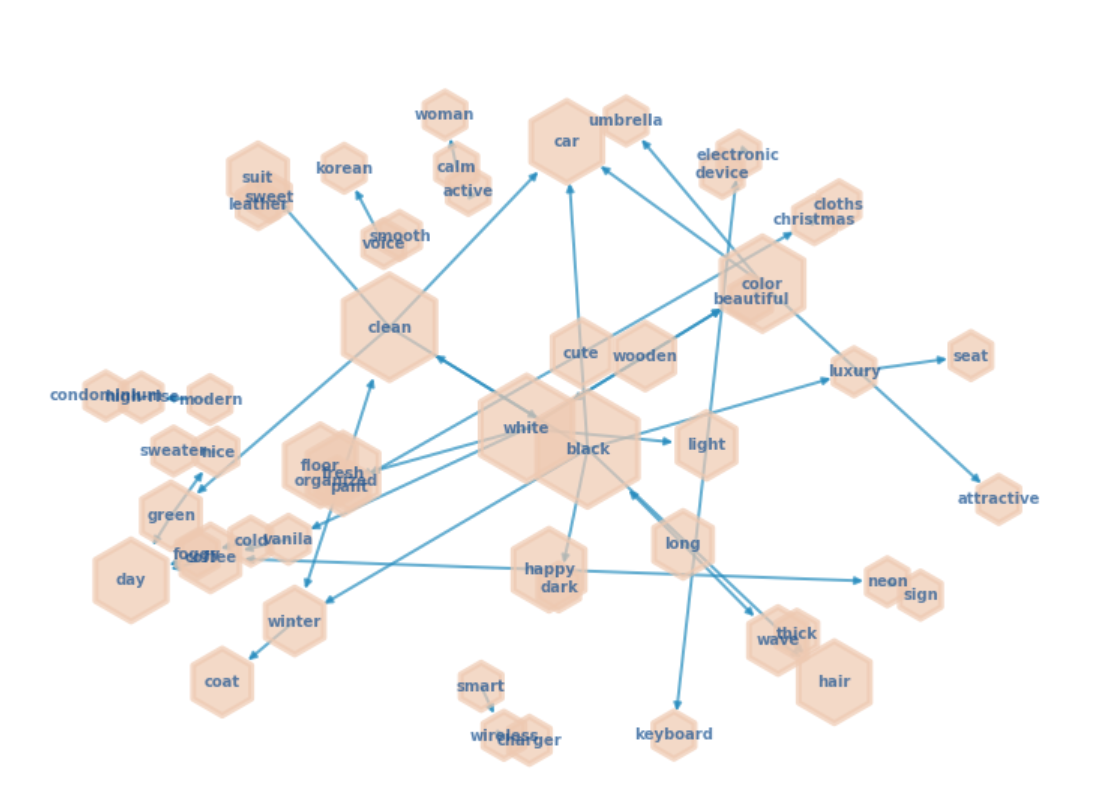 woman
umbrella
car
electronic
device
calm
korean
active
suit
sweet
leather
cloths
christmas
smooth
voice
color
beautiful
clean
cute
wooden
seat
luxury
condominium
high-rise
modern
white
black
light
sweater
nice
floor
fresh
organized
pant
attractive
green
cold
vanila
foggy
coffee
long
day
happy
dark
neon
sign
winter
thick
wave
coat
smart
hair
wireless
charger
keyboard